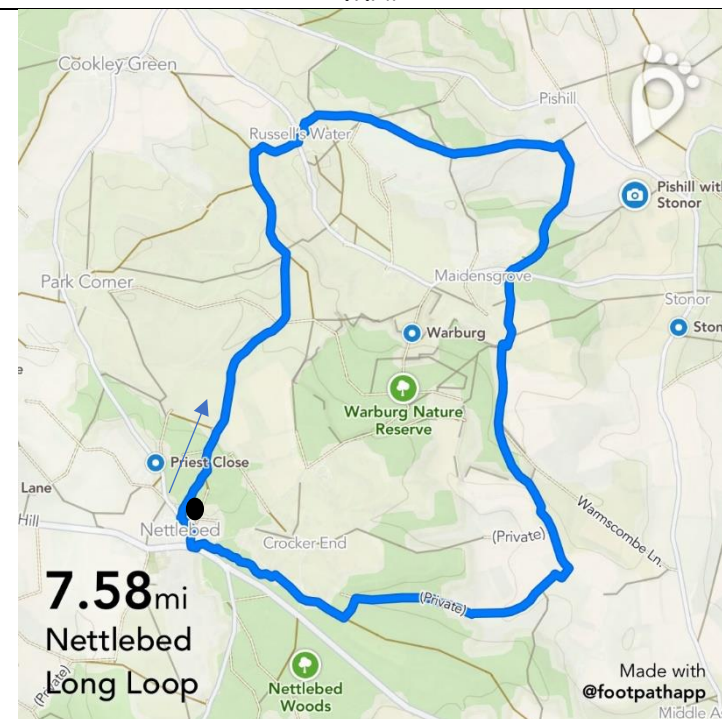 Cookley Green
Pishill
Russell's Water
Pishill with
Stonor
Park Corner
Maidensgrove
Stonor
Warburg
Ston
Warburg Nature
Reserve
Priest Close
Lane
Hill
Nettlebed
Crocker End
(Private)
Warmscombe Ln.
(Private)
7.58mi
Nettlebed
Long Loop
(Private)
Nettlebed
Woods
Made with
@footpathapp
Middle A